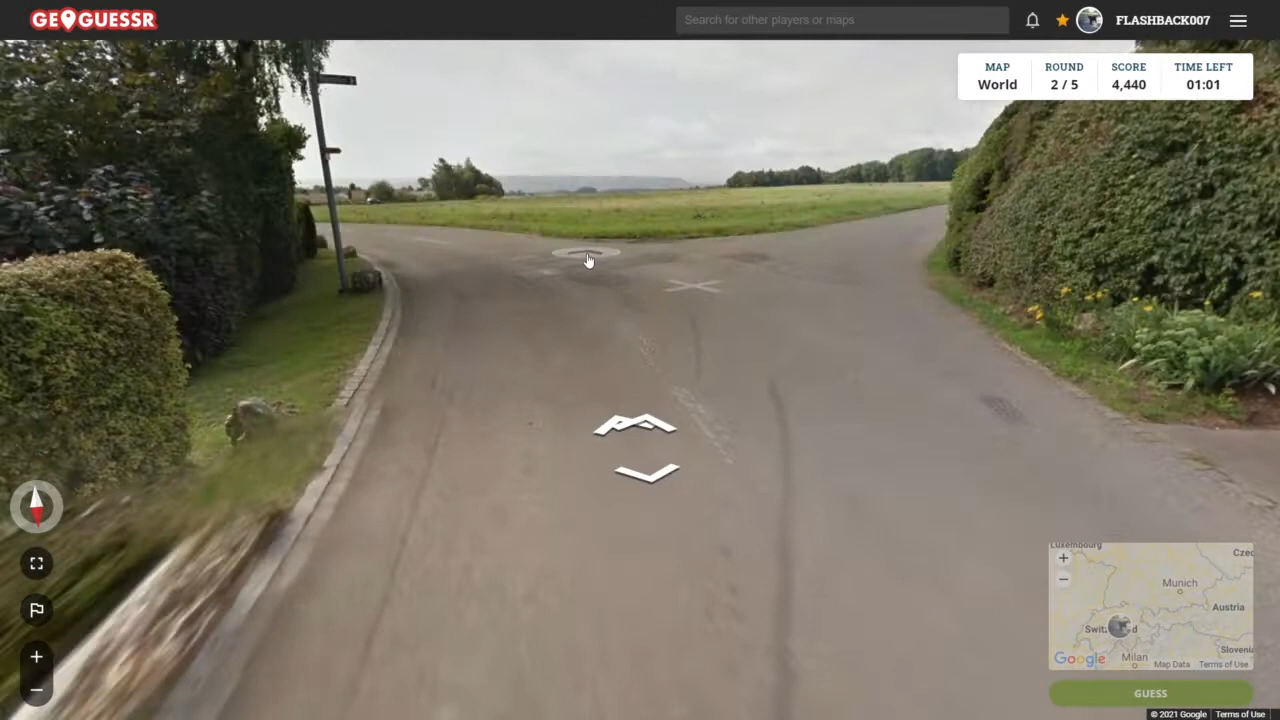 GEOGUESSR
Search for other players or maps
FLASHBACK007
MAP
World
ROUND
2 / 5
SCORE
4,440
TIME LEFT
01:01
Luxembourg
Czec
Munich
Austria
Switz d
Slovenia
Milan
Google
Map Data
Terms of Use
GUESS
© 2021 Google
Terms of Use